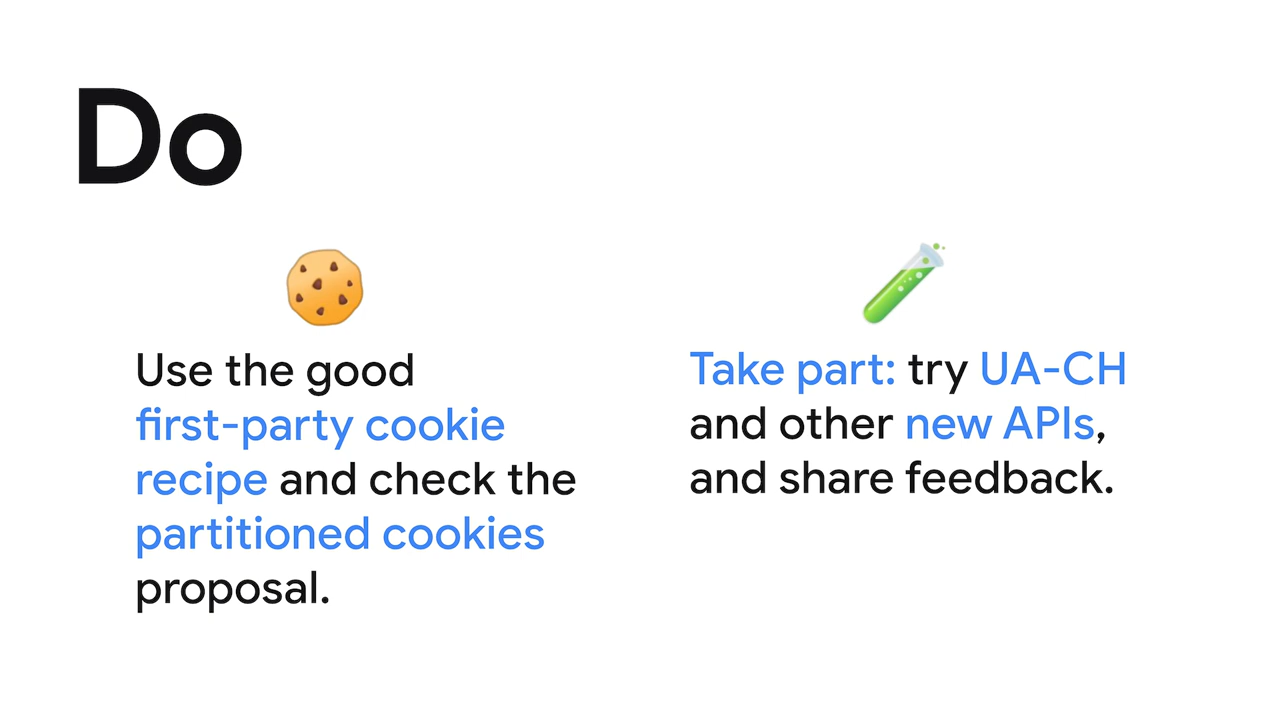 Do
Use the good
first-party cookie
recipe and check the
partitioned cookies
proposal.
Take part: try UA-CH
and other new APIs,
and share feedback.